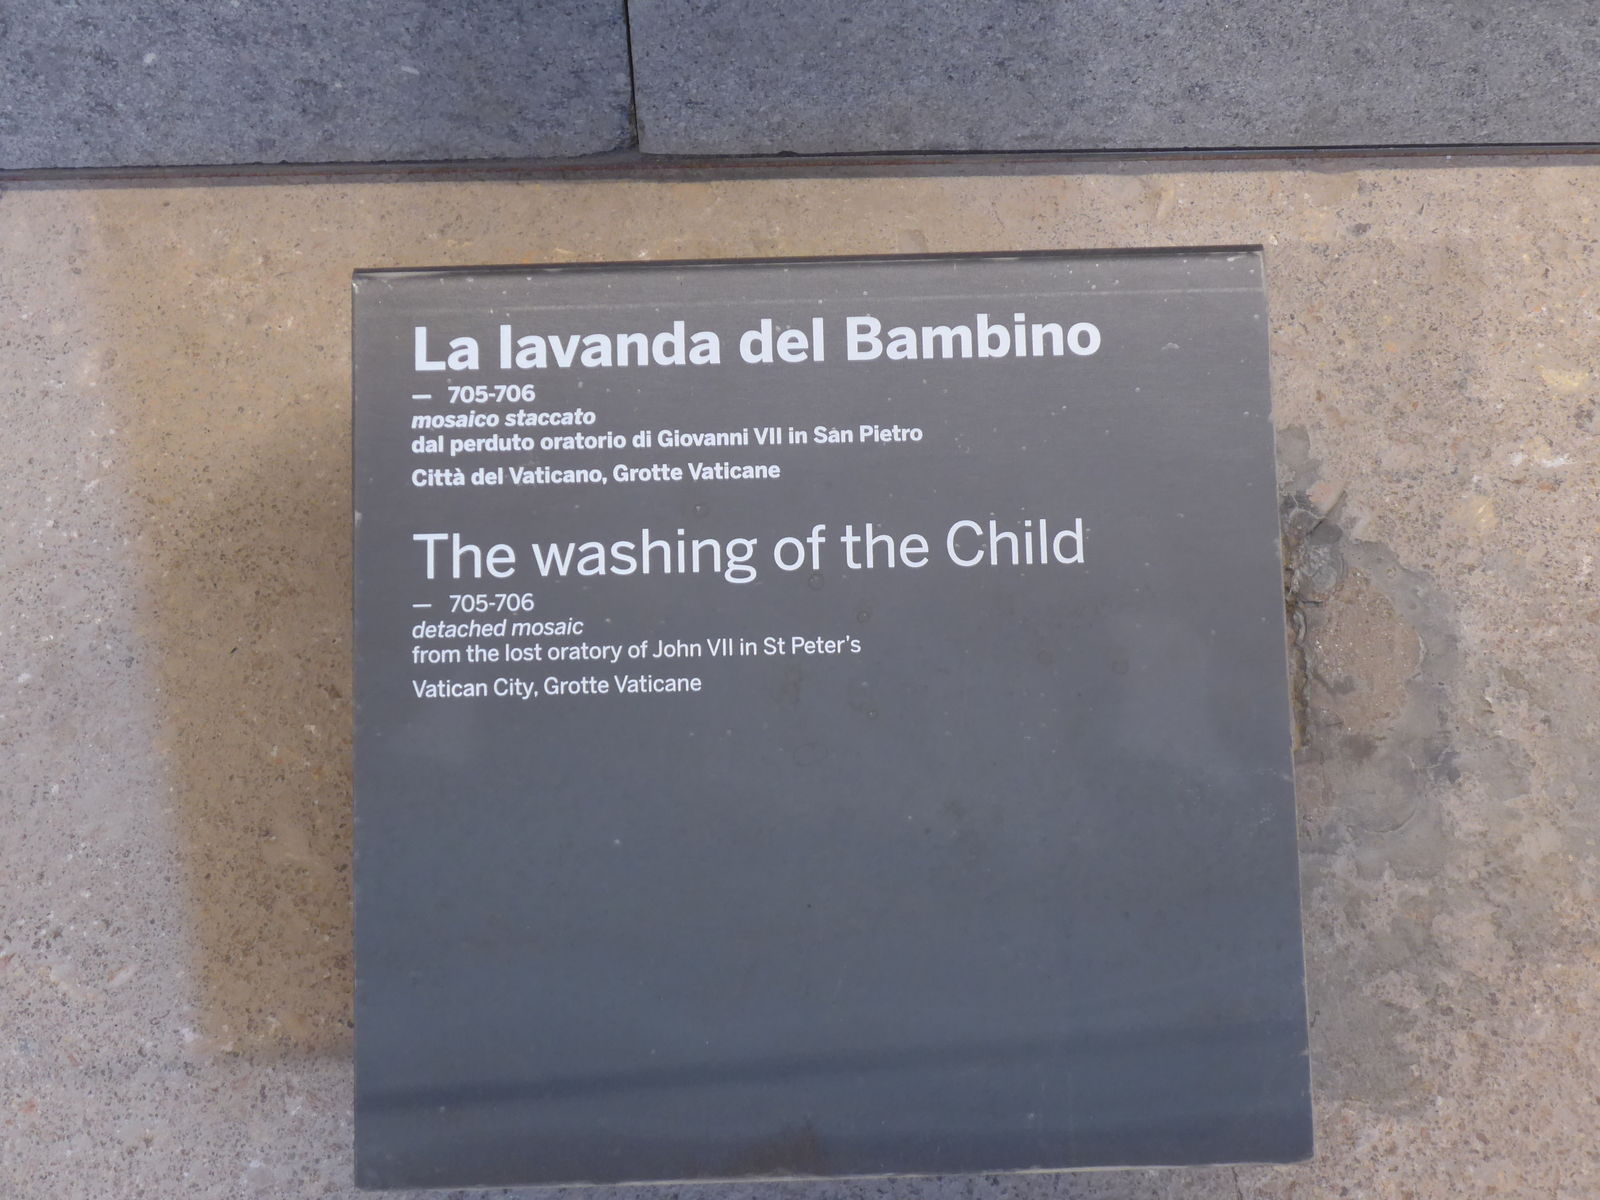 La lavanda del Bambino
— 705-706
mosaico staccato
dal perduto oratorio di Giovanni VII in San Pietro
Città del Vaticano, Grotte Vaticane
The washing of the Child
— 705-706
detached mosaic
from the lost oratory of John VII in St Peter's
Vatican City, Grotte Vaticane